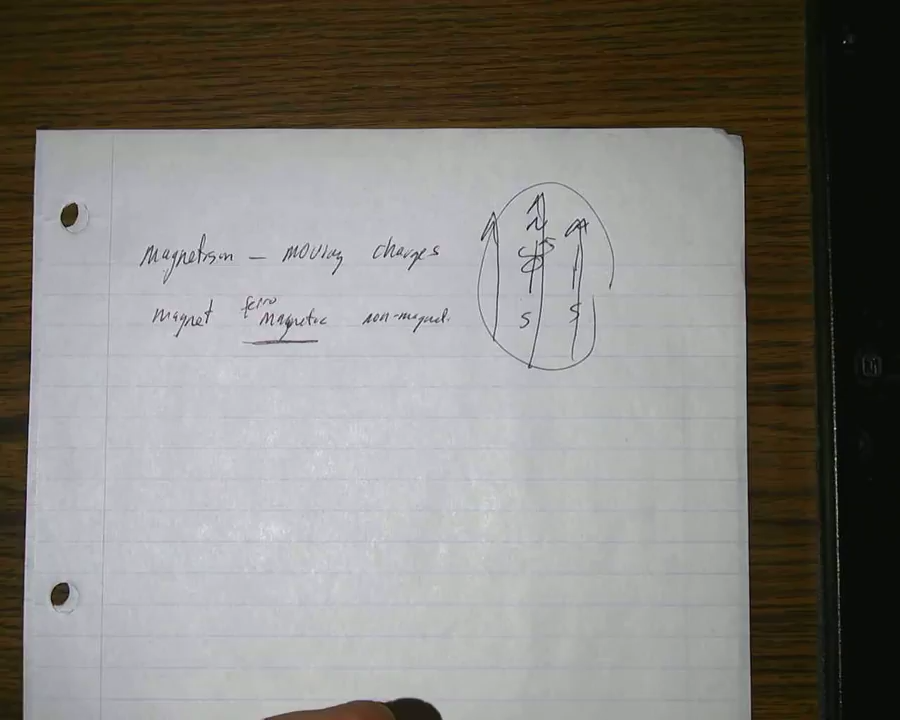 Magnetism – moving charges
magnet ferro magnetic non-magnet.
N
S
S S